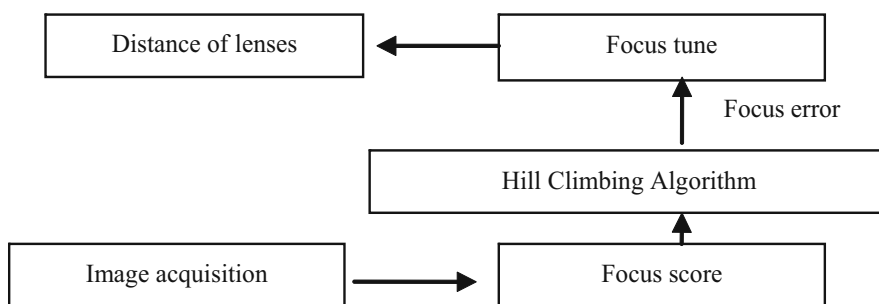 Distance of lenses
Focus tune
Focus error
Hill Climbing Algorithm
Image acquisition
Focus score